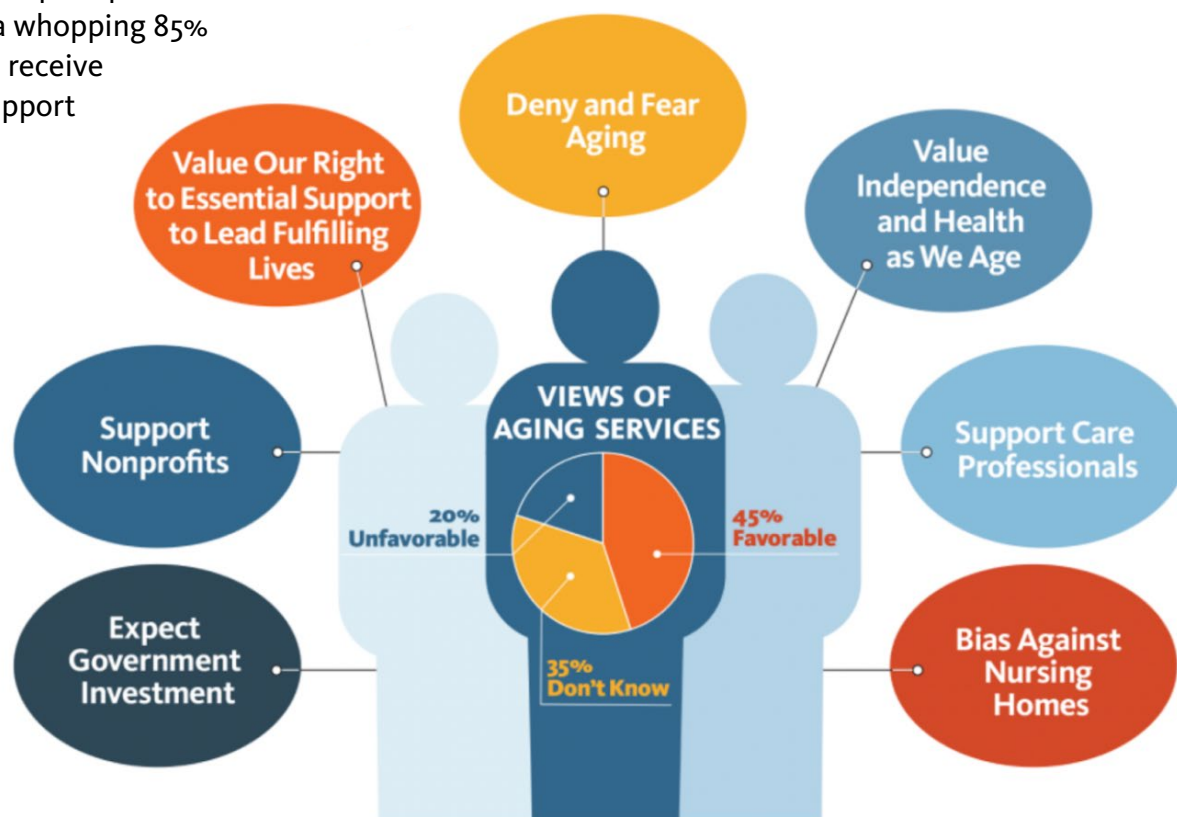 a whopping 85%
receive
Deny and Fear
Aging
Value Our Right
to Essential Support
to Lead Fulfilling
Lives
Value
Independence
and Health
as We Age
Support
Nonprofits
VIEWS OF
AGING SERVICES
Support Care
Professionals
20%
Unfavorable
45%
Favorable
35%
Don't Know
Expect
Government
Investment
Bias Against
Nursing
Homes